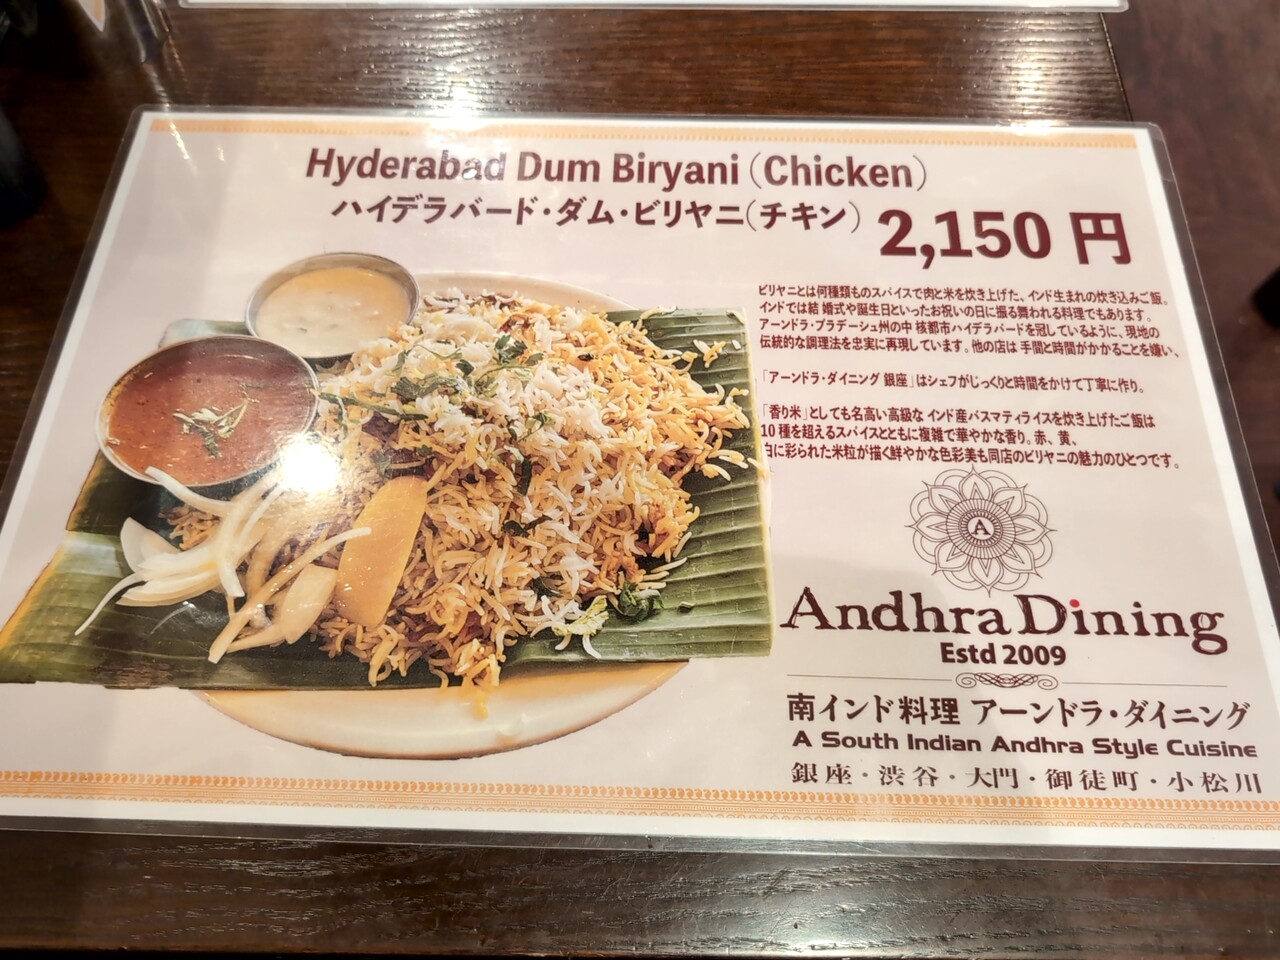 Hyderabad Dum Biryani (Chicken)
ハイデラバード・ダム・ビリヤニ(チキン)
2,150 円
ビリヤニとは何種類ものスパイスで肉と米を炊き上げた、インド生まれの炊き込みご飯。
インドでは結 婚式や誕生日といったお祝いの日に振る舞われる料理でもあります。
アーンドラ・プラデーシュ州の中 核都市ハイデラバードを冠しているように、現地の
伝統的な調理法を忠実に再現しています。他の店は 手間と時間がかかることを嫌い、
「アーンドラ・ダイニング 銀座」はシェフがじっくりと時間をかけて丁寧に作り。
「香り米」としても名高い高級な インド産バスマティライスを炊き上げたご飯は
10 種を超えるスパイスとともに複雑で華やかな香り。赤、黄、
白に彩られた米粒が描く鮮やかな色彩美も同店のビリヤニの魅力のひとつです。
A
Andhra Dining
Estd 2009
南インド料理 アーンドラ・ダイニング
A South Indian Andhra Style Cuisine
銀座・渋谷・大門・御徒町・小松川